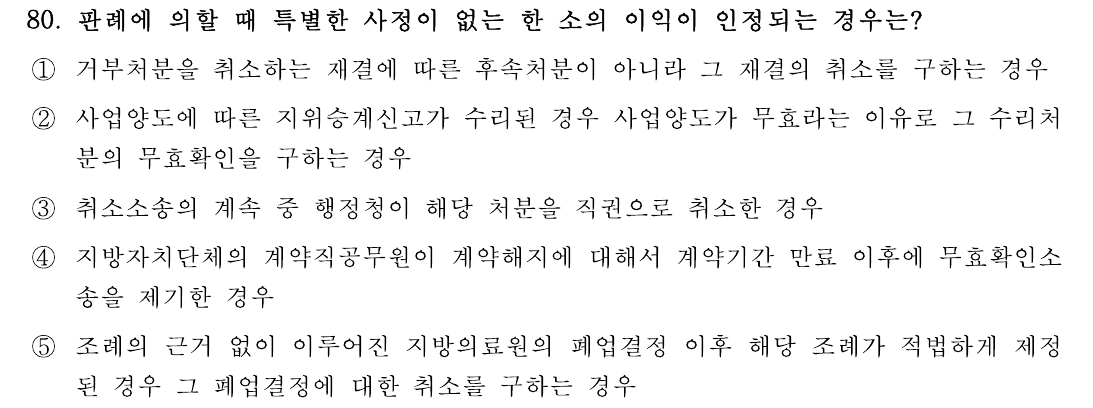 80. 판례에 의할 때 특별한 사정이 없는 한 소의 이익이 인정되는 경우는?
① 거부처분을 취소하는 재결에 따른 후속처분이 아니라 그 재결의 취소를 구하는 경우
② 사업양도에 따른 지위승계신고가 수리된 경우 사업양도가 무효라는 이유로 그 수리처
분의 무효확인을 구하는 경우
③ 취소소송의 계속 중 행정청이 해당 처분을 직권으로 취소한 경우
④ 지방자치단체의 계약직공무원이 계약해지에 대해서 계약기간 만료 이후에 무효확인소
송을 제기한 경우
⑤ 조례의 근거 없이 이루어진 지방의료원의 폐업결정 이후 해당 조례가 적법하게 제정
된 경우 그 폐업결정에 대한 취소를 구하는 경우